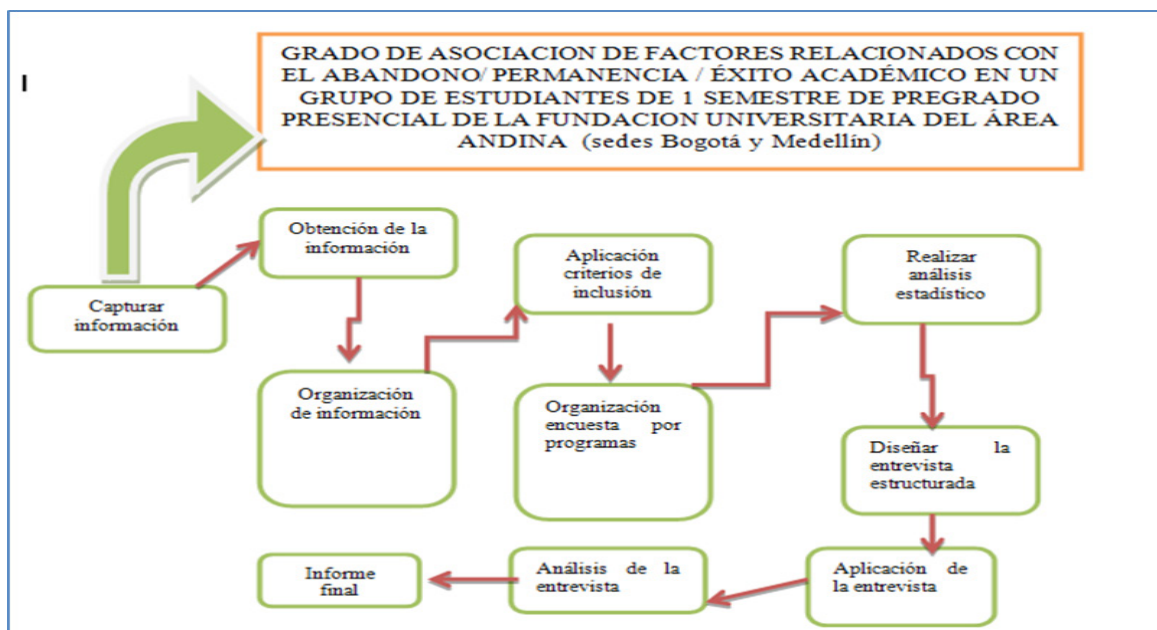 GRADO DE ASOCIACION DE FACTORES RELACIONADOS CON
EL ABANDONO/ PERMANENCIA / ÉXITO ACADÉMICO EN UN
GRUPO DE ESTUDIANTES DE 1 SEMESTRE DE PREGRADO
PRESENCIAL DE LA FUNDACION UNIVERSITARIA DEL ÁREA
ANDINA (sedes Bogotá y Medellín)
I
Capturar
información
Obtención de la
información
Organización
de información
Aplicación
criterios de
inclusión
Organización
encuesta por
programas
Realizar
análisis
estadístico
Diseñar la
entrevista
estructurada
Aplicación de
la entrevista
Análisis de la
entrevista
Informe
final